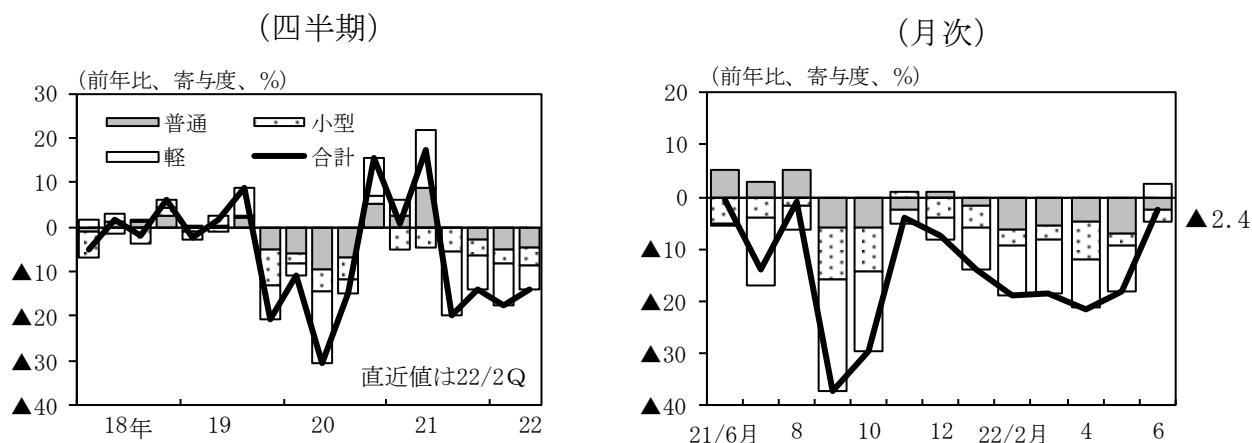 (四半期)
(前年比、寄与度、%)
30
20
10
0
▲ 10
▲ 20
▲ 30
▲ 40
普通
小型
軽
合計
直近値は22/2Q
18年 19 20 21 22
(月次)
(前年比、寄与度、%)
20
10
0
▲ 10
▲ 20
▲ 30
▲ 40
▲ 2.4
21/6月 8 10 12 22/2月 4 6